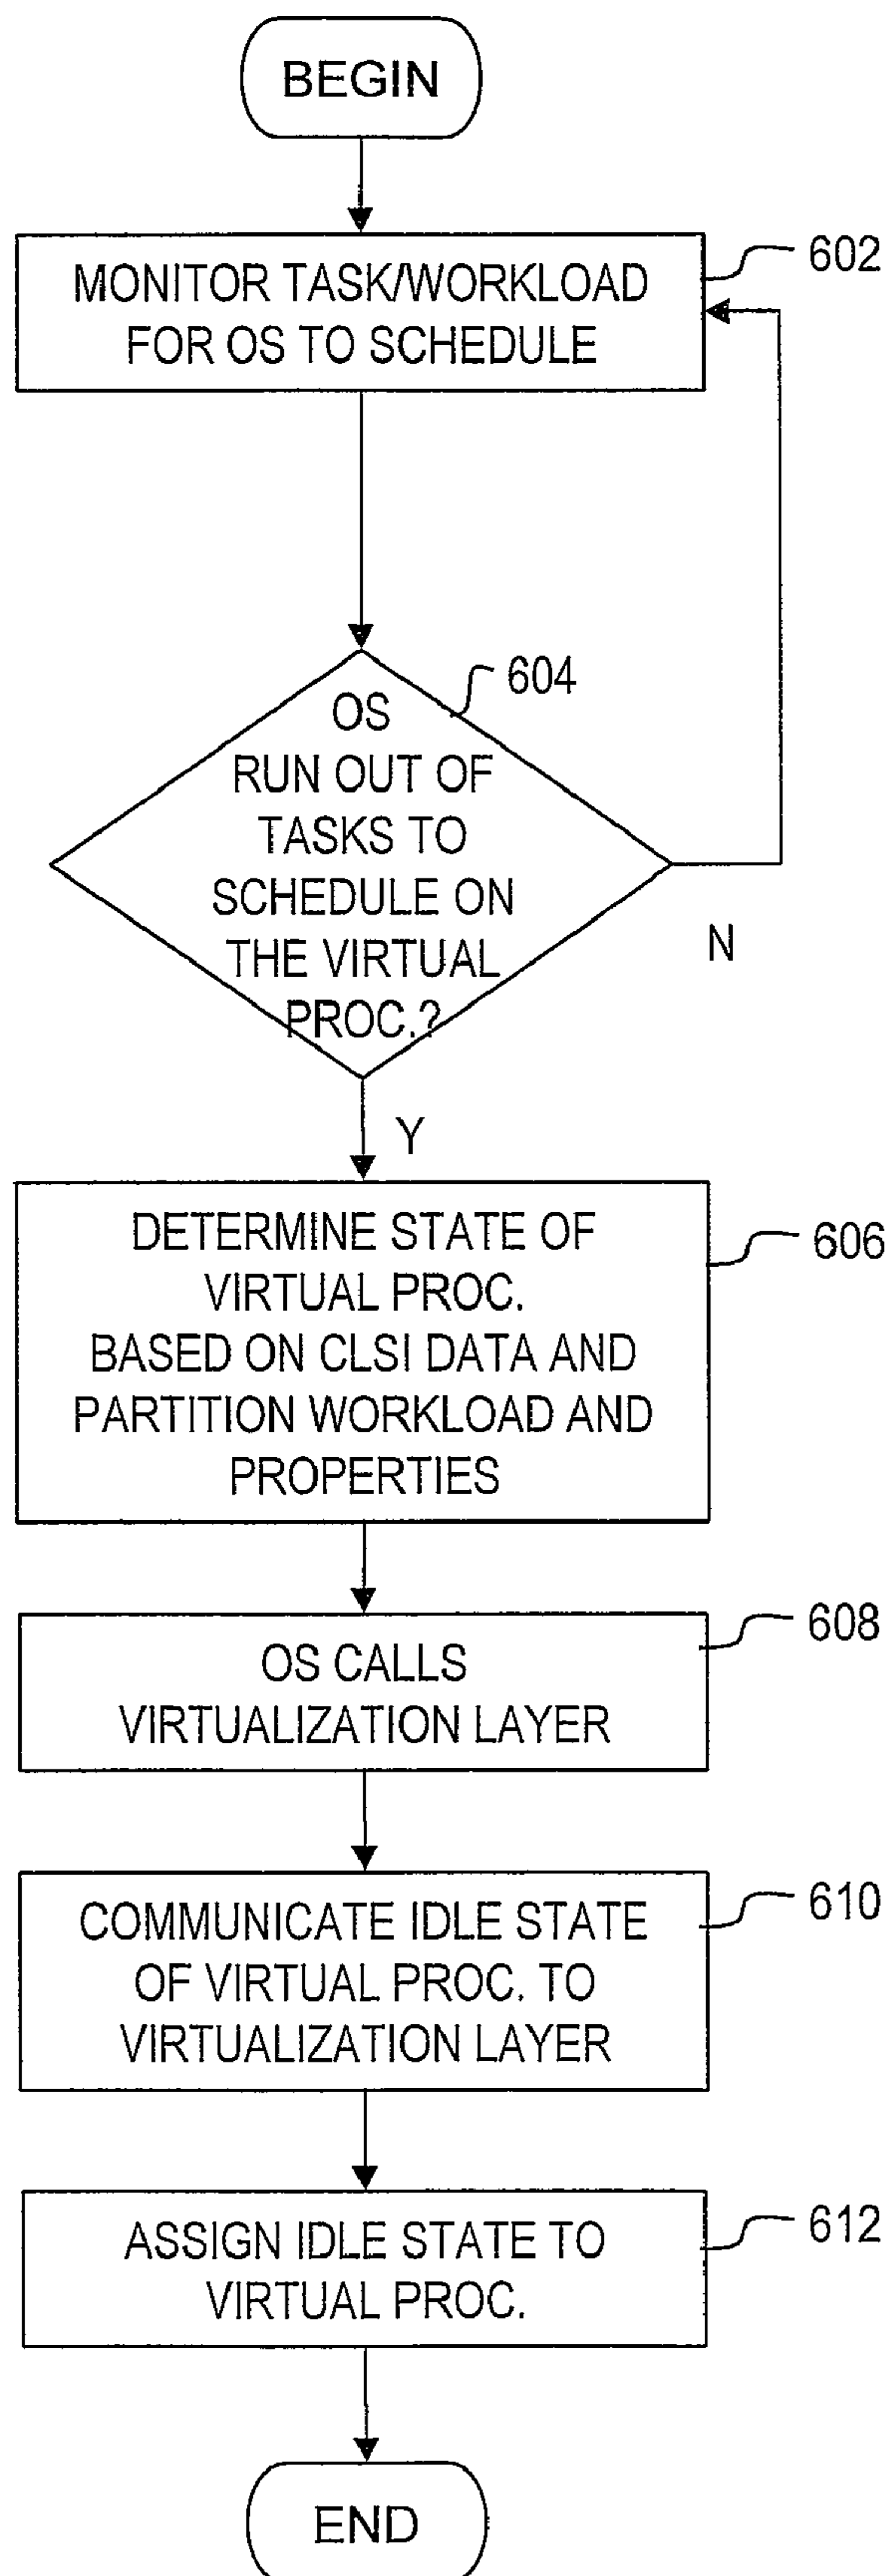 BEGIN
MONITOR TASK/WORKLOAD
FOR OS TO SCHEDULE
602
OS
RUN OUT OF
TASKS TO
SCHEDULE ON
THE VIRTUAL
PROC.?
604
N
Y
DETERMINE STATE OF
VIRTUAL PROC.
BASED ON CLSI DATA AND
PARTITION WORKLOAD AND
PROPERTIES
606
OS CALLS
VIRTUALIZATION LAYER
608
COMMUNICATE IDLE STATE
OF VIRTUAL PROC. TO
VIRTUALIZATION LAYER
610
ASSIGN IDLE STATE TO
VIRTUAL PROC.
612
END